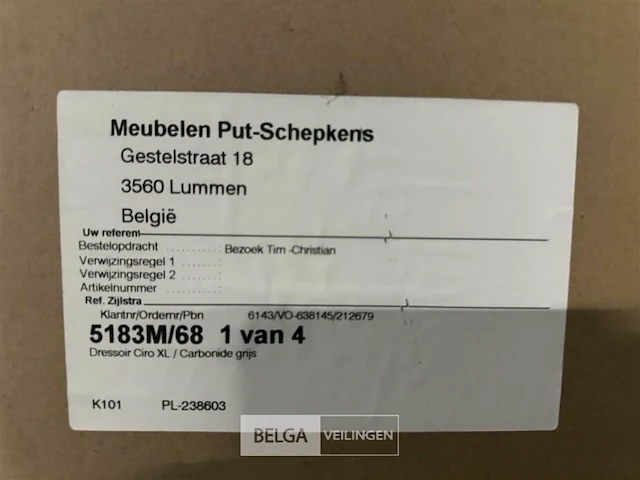 Meubelen Put-Schepkens
Gestelstraat 18
3560 Lummen
België
Uw referent
Bestelopdracht ............: Bezoek Tim -Christian
Verwijzingsregel 1 ..........:
Verwijzingsregel 2 ..........:
Artikelnummer ............:
Ref. Zijlstra
Klantnr/Ordernr/Pbn 6143/VO-638145/212679
5183M/68 1 van 4
Dressoir Ciro XL / Carbonide grijs
K101 PL-238603
BELGA VEILINGEN